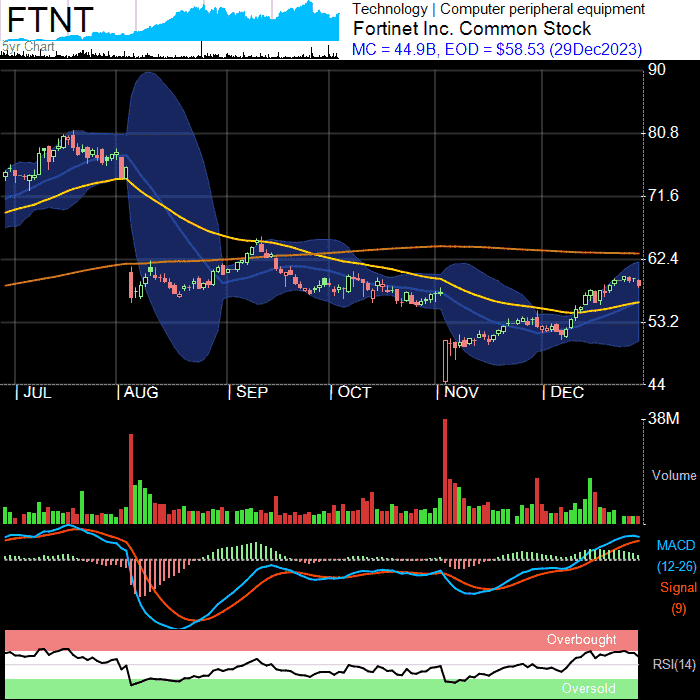 FTNT
5yr Chart
Technology | Computer peripheral equipment
Fortinet Inc. Common Stock
MC = 44.9B, EOD = $58.53 (29Dec2023)
90
80.8
71.6
62.4
53.2
44
| JUL | AUG | SEP | OCT | NOV | DEC
38M
Volume
MACD
(12-26)
Signal
(9)
Overbought
RSI(14)
Oversold